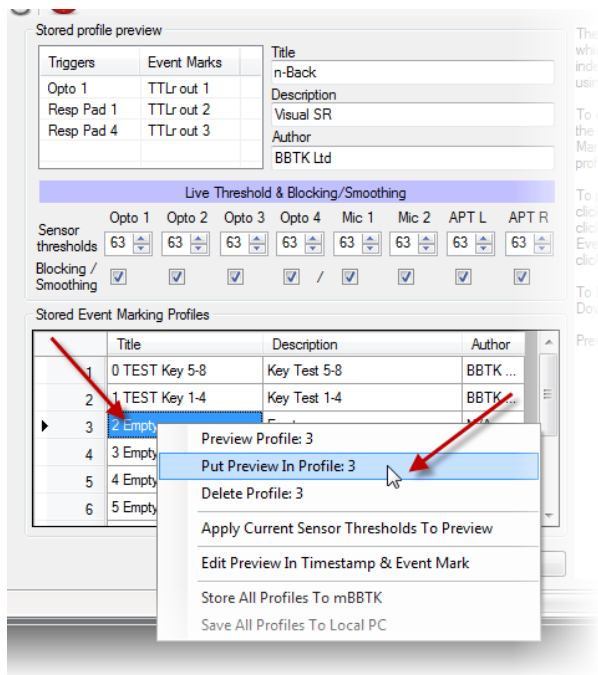 Stored profile preview
Triggers Event Marks
Opto 1 TTLr out 1
Resp Pad 1 TTLr out 2
Resp Pad 4 TTLr out 3
Title
n-Back
Description
Visual SR
Author
BBTK Ltd
Live Threshold & Blocking/Smoothing
Opto 1 Opto 2 Opto 3 Opto 4 Mic 1 Mic 2 APT L APT R
Sensor
thresholds 63 63 63 63 63 63 63 63
Blocking /
Smoothing /
Stored Event Marking Profiles
Title Description Author
1 0 TEST Key 5-8 Key Test 5-8 BBTK ...
2 1 TEST Key 1-4 Key Test 1-4 BBTK ...
3 2 Empty
4 3 Empty
5 4 Empty
6 5 Empty
Preview Profile: 3
Put Preview In Profile: 3
Delete Profile: 3
Apply Current Sensor Thresholds To Preview
Edit Preview In Timestamp & Event Mark
Store All Profiles To mBBTK
Save All Profiles To Local PC
The
To
the
To
To